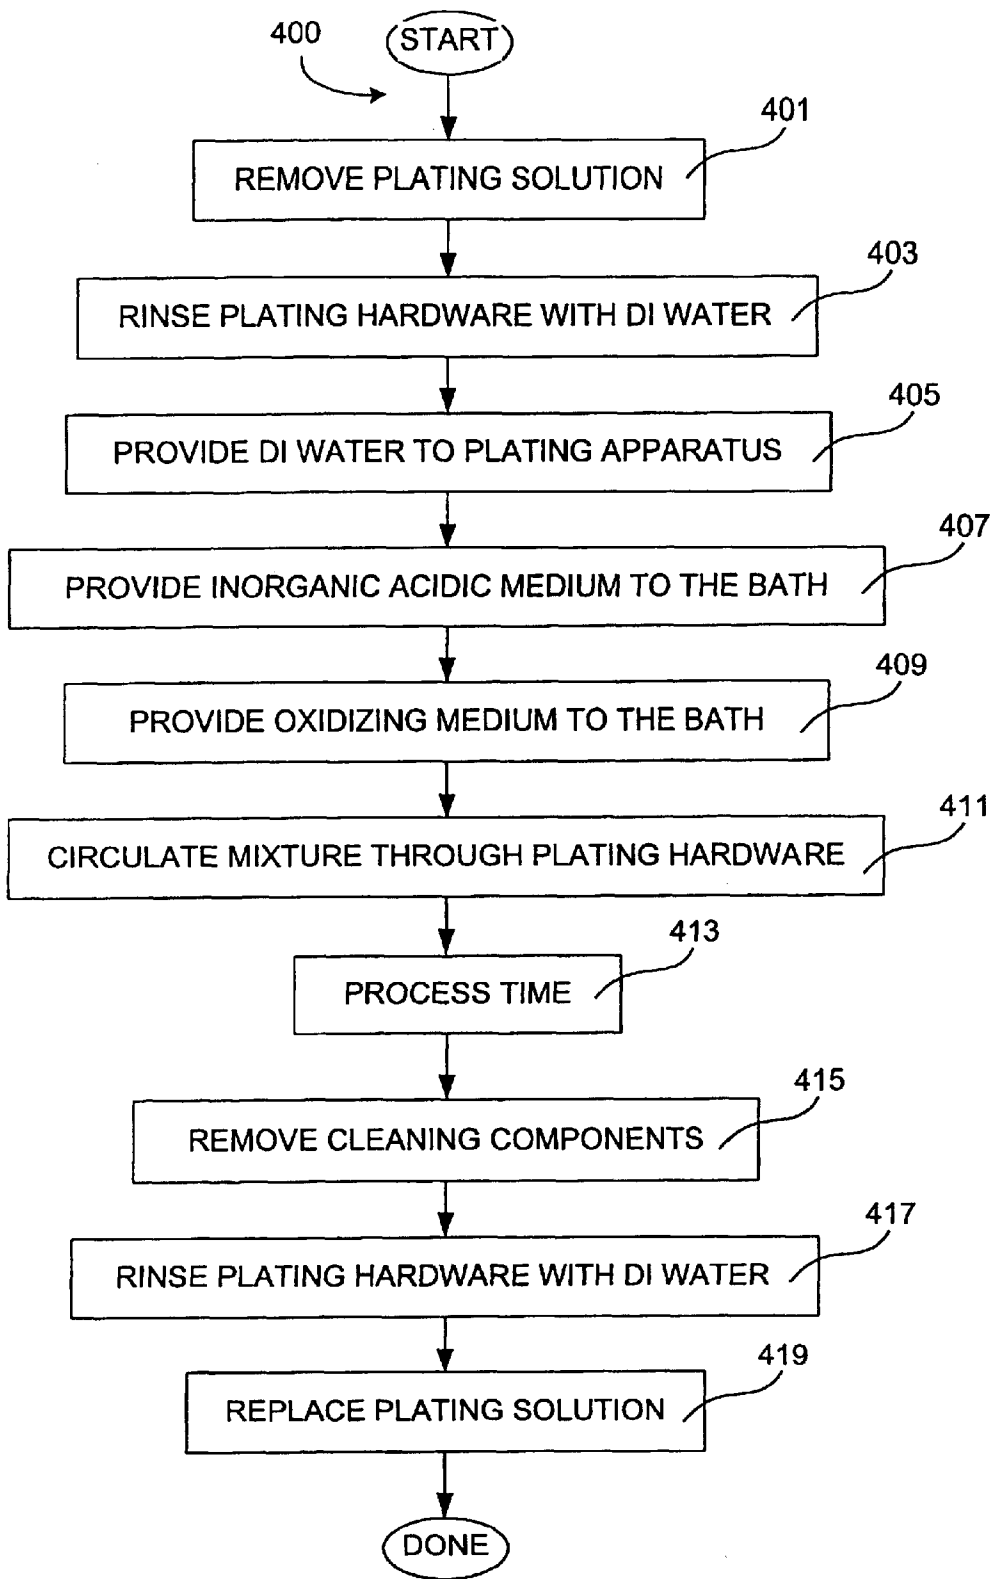 400
START
401
REMOVE PLATING SOLUTION
403
RINSE PLATING HARDWARE WITH DI WATER
405
PROVIDE DI WATER TO PLATING APPARATUS
407
PROVIDE INORGANIC ACIDIC MEDIUM TO THE BATH
409
PROVIDE OXIDIZING MEDIUM TO THE BATH
411
CIRCULATE MIXTURE THROUGH PLATING HARDWARE
413
PROCESS TIME
415
REMOVE CLEANING COMPONENTS
417
RINSE PLATING HARDWARE WITH DI WATER
419
REPLACE PLATING SOLUTION
DONE